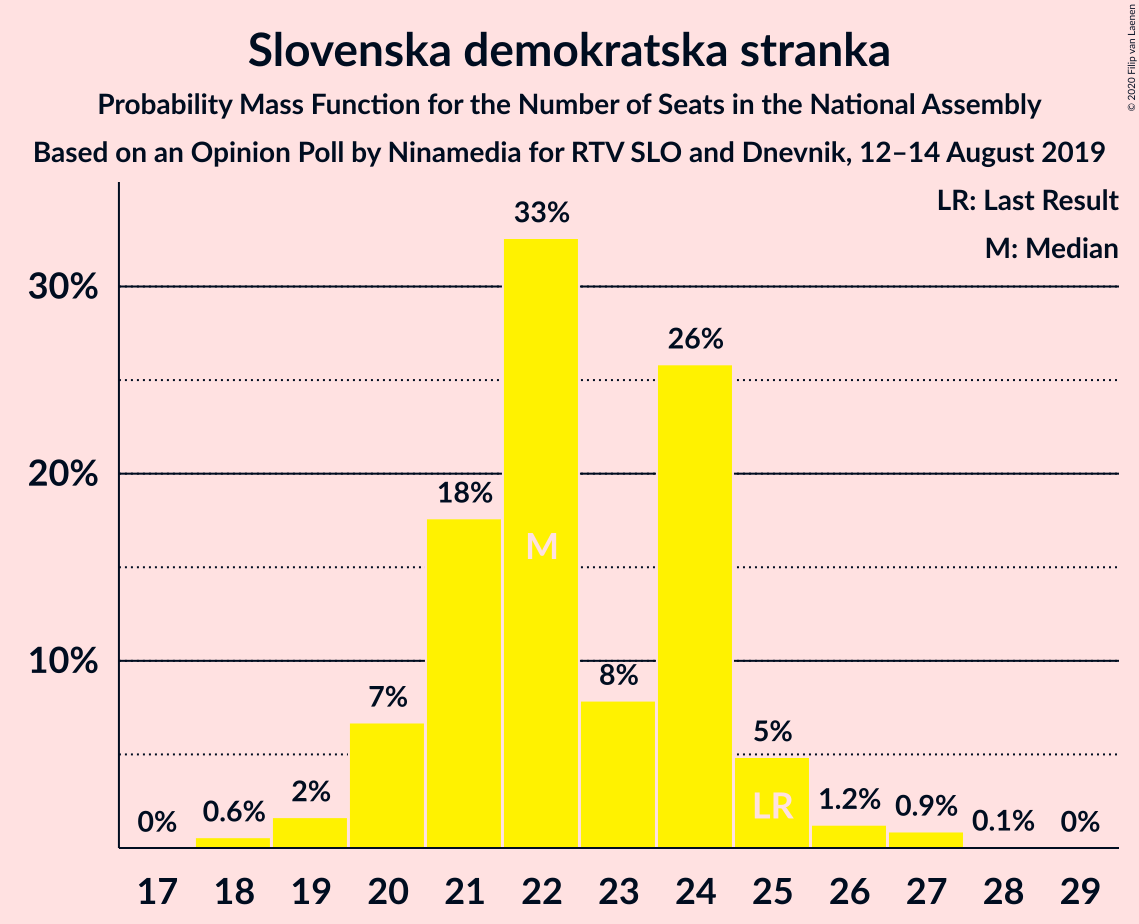 Slovenska demokratska stranka
Probability Mass Function for the Number of Seats in the National Assembly
Based on an Opinion Poll by Ninamedia for RTV SLO and Dnevnik, 12–14 August 2019
© 2020 Filip van Laenen
LR: Last Result
M: Median
33%
30%
26%
20%
18%
M
10%
8%
7%
5%
2%
LR
1.2%
0.9%
0.6%
0%
0.1%
0%
17 18 19 20 21 22 23 24 25 26 27 28 29